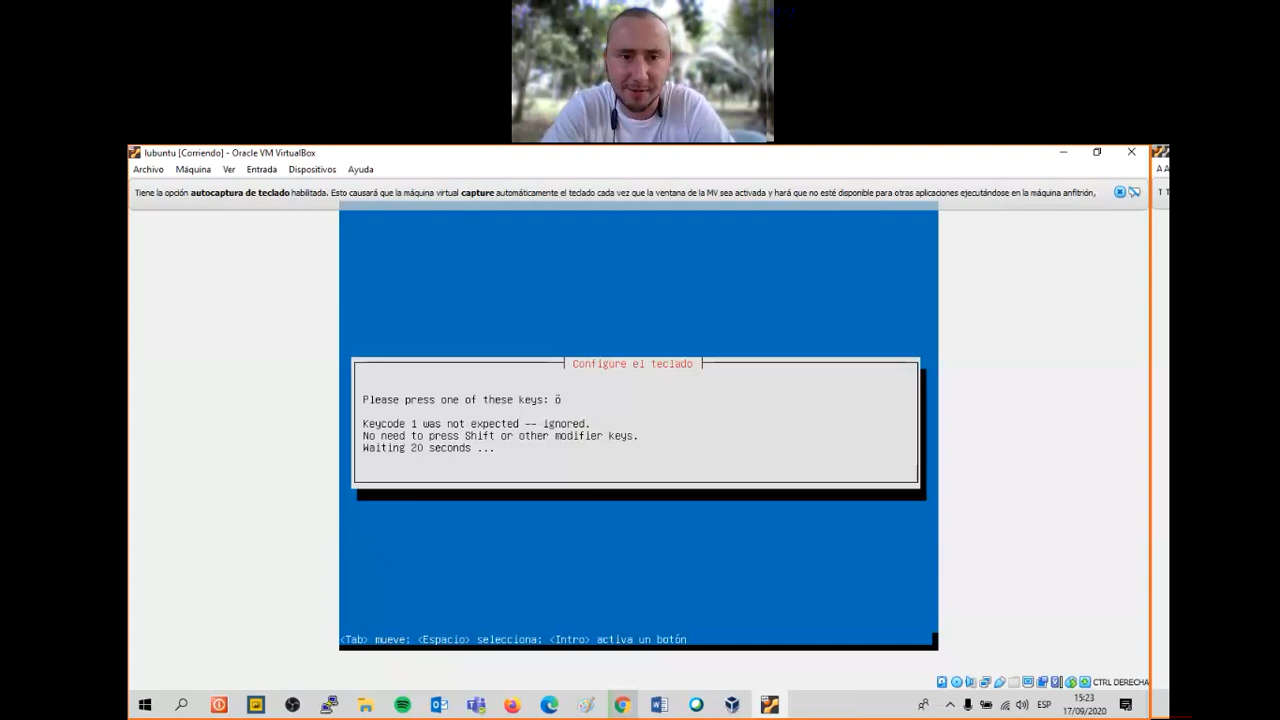 lubuntu [Corriendo] - Oracle VM VirtualBox
Archivo Máquina Ver Entrada Dispositivos Ayuda
Tiene la opción autocaptura de teclado habilitada. Esto causará que la máquina virtual capture automáticamente el teclado cada vez que la ventana de la MV sea activada y hará que no esté disponible para otras aplicaciones ejecutándose en la máquina anfitrión,
Configure el teclado
Please press one of these keys: ö
Keycode 1 was not expected -- ignored.
No need to press Shift or other modifier keys.
Waiting 20 seconds ...
<Tab> mueve; <Espacio> selecciona; <Intro> activa un botón
CTRL DERECHA
ESP
15:23
17/09/2020